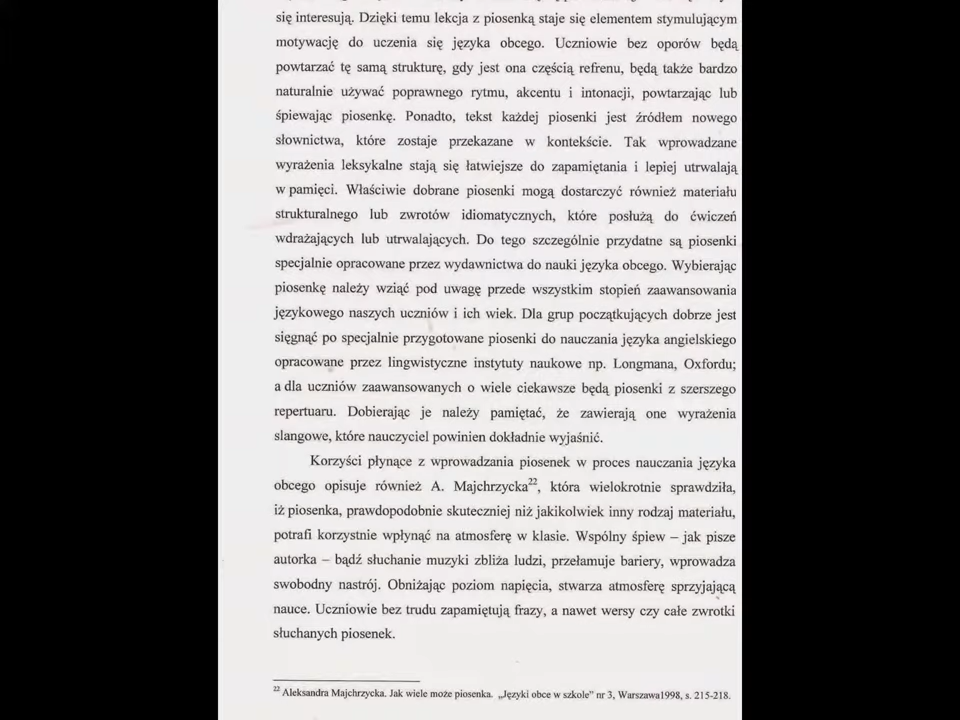 się interesują. Dzięki temu lekcja z piosenką staje się elementem stymulującym
motywację do uczenia się języka obcego. Uczniowie bez oporów będą
powtarzać tę samą strukturę, gdy jest ona częścią refrenu, będą także bardzo
naturalnie używać poprawnego rytmu, akcentu i intonacji, powtarzając lub
śpiewając piosenkę. Ponadto, tekst każdej piosenki jest źródłem nowego
słownictwa, które zostaje przekazane w kontekście. Tak wprowadzane
wyrażenia leksykalne stają się łatwiejsze do zapamiętania i lepiej utrwalają
w pamięci. Właściwie dobrane piosenki mogą dostarczyć również materiału
strukturalnego lub zwrotów idiomatycznych, które posłużą do ćwiczeń
wdrażających lub utrwalających. Do tego szczególnie przydatne są piosenki
specjalnie opracowane przez wydawnictwa do nauki języka obcego. Wybierając
piosenkę należy wziąć pod uwagę przede wszystkim stopień zaawansowania
językowego naszych uczniów i ich wiek. Dla grup początkujących dobrze jest
sięgnąć po specjalnie przygotowane piosenki do nauczania języka angielskiego
opracowane przez lingwistyczne instytuty naukowe np. Longmana, Oxfordu;
a dla uczniów zaawansowanych o wiele ciekawsze będą piosenki z szerszego
repertuaru. Dobierając je należy pamiętać, że zawierają one wyrażenia
slangowe, które nauczyciel powinien dokładnie wyjaśnić.
Korzyści płynące z wprowadzania piosenek w proces nauczania języka
obcego opisuje również A. Majchrzycka22, która wielokrotnie sprawdziła,
iż piosenka, prawdopodobnie skuteczniej niż jakikolwiek inny rodzaj materiału,
potrafi korzystnie wpłynąć na atmosferę w klasie. Wspólny śpiew – jak pisze
autorka – bądź słuchanie muzyki zbliża ludzi, przełamuje bariery, wprowadza
swobodny nastrój. Obniżając poziom napięcia, stwarza atmosferę sprzyjającą
nauce. Uczniowie bez trudu zapamiętują frazy, a nawet wersy czy całe zwrotki
słuchanych piosenek.
22 Aleksandra Majchrzycka. Jak wiele może piosenka. „Języki obce w szkole” nr 3, Warszawa1998, s. 215-218.